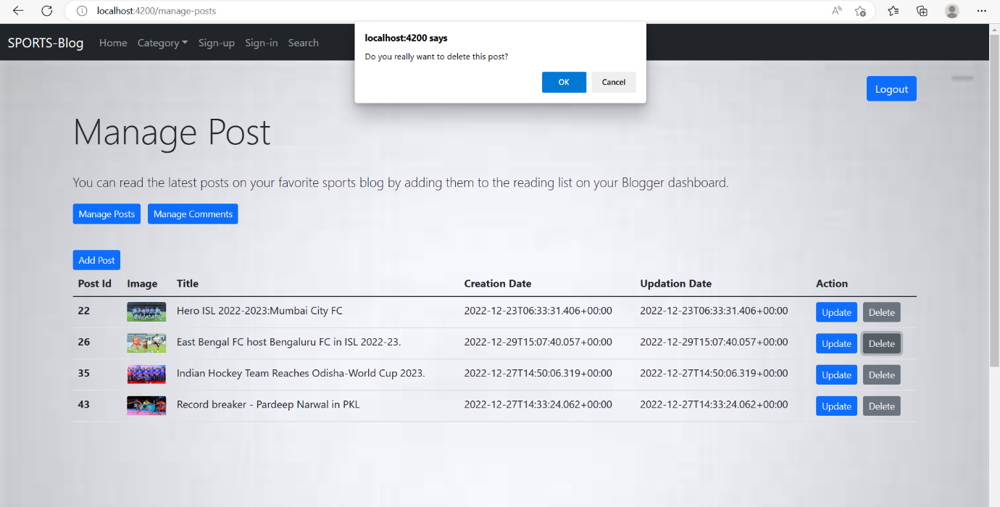 localhost:4200/manage-posts
SPORTS-Blog Home Category Sign-up Sign-in Search
localhost:4200 says
Do you really want to delete this post?
OK Cancel
Logout
Manage Post
You can read the latest posts on your favorite sports blog by adding them to the reading list on your Blogger dashboard.
Manage Posts Manage Comments
Add Post
Post Id Image Title Creation Date Updation Date Action
22 Hero ISL 2022-2023:Mumbai City FC 2022-12-23T06:33:31.406+00:00 2022-12-23T06:33:31.406+00:00 Update Delete
26 East Bengal FC host Bengaluru FC in ISL 2022-23. 2022-12-29T15:07:40.057+00:00 2022-12-29T15:07:40.057+00:00 Update Delete
35 Indian Hockey Team Reaches Odisha-World Cup 2023. 2022-12-27T14:50:06.319+00:00 2022-12-27T14:50:06.319+00:00 Update Delete
43 Record breaker - Pardeep Narwal in PKL 2022-12-27T14:33:24.062+00:00 2022-12-27T14:33:24.062+00:00 Update Delete